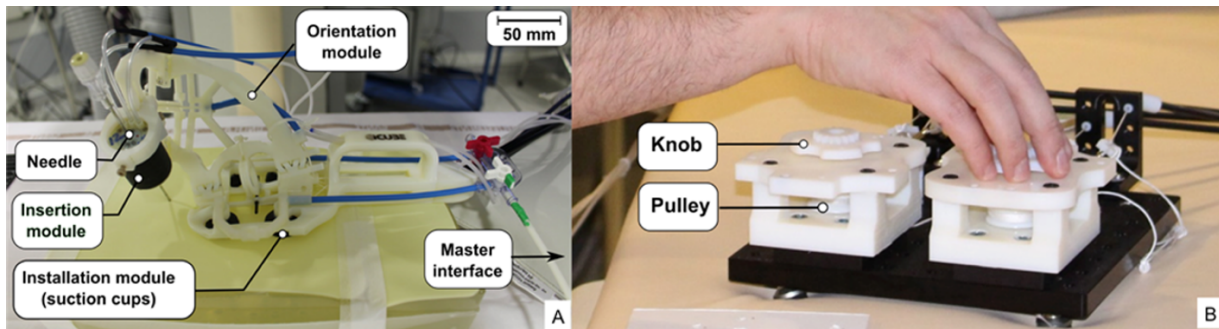 Orientation
module
50 mm
Needle
Insertion
module
Installation module
(suction cups)
Master
interface
A
Knob
Pulley
B